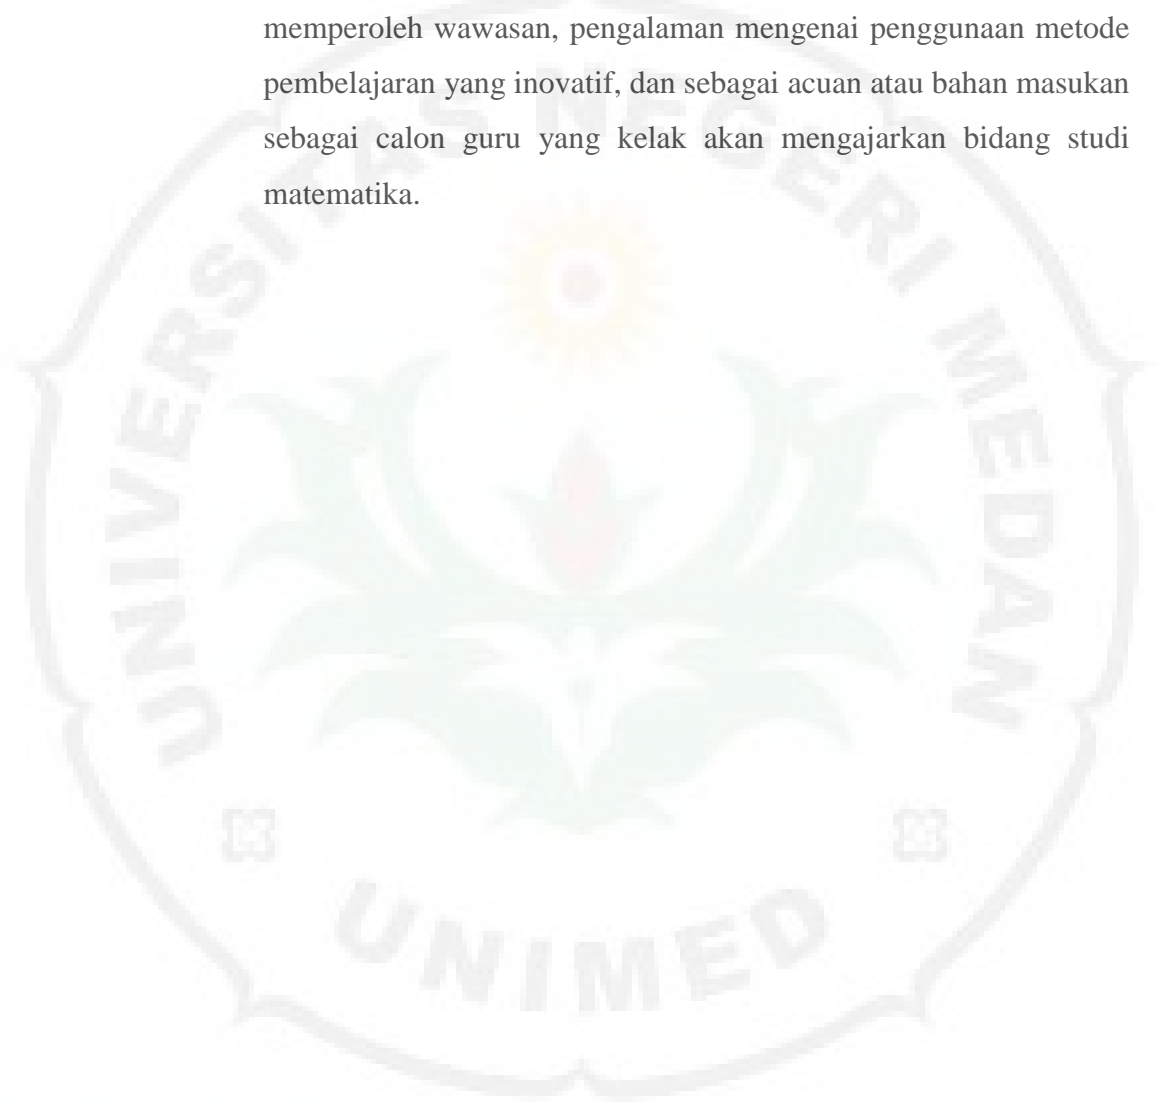 memperoleh wawasan, pengalaman mengenai penggunaan metode
pembelajaran yang inovatif, dan sebagai acuan atau bahan masukan
sebagai calon guru yang kelak akan mengajarkan bidang studi
matematika.
UNIVERSITAS NEGERI MEDAN
UNIMED